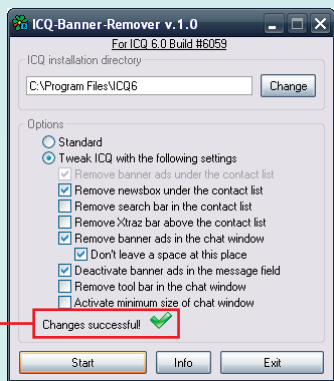 ICQ-Banner-Remover v.1.0
For ICQ 6.0 Build #6059
ICQ installation directory
C:\Program Files\ICQ6 Change
Options
Standard
Tweak ICQ with the following settings
Remove banner ads under the contact list
Remove newsbox under the contact list
Remove search bar in the contact list
Remove Xtraz bar above the contact list
Remove banner ads in the chat window
Don't leave a space at this place
Deactivate banner ads in the message field
Remove tool bar in the chat window
Activate minimum size of chat window
Changes successful!
Start Info Exit